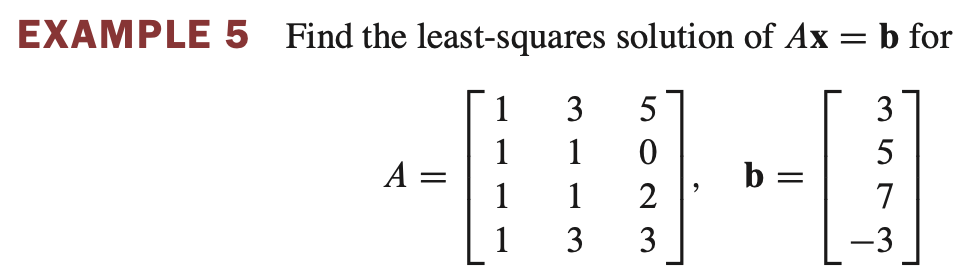 EXAMPLE 5 Find the least-squares solution of Ax = b for
A = [1 3 5; 1 1 0; 1 1 2; 1 3 3], b = [3; 5; 7; −3]